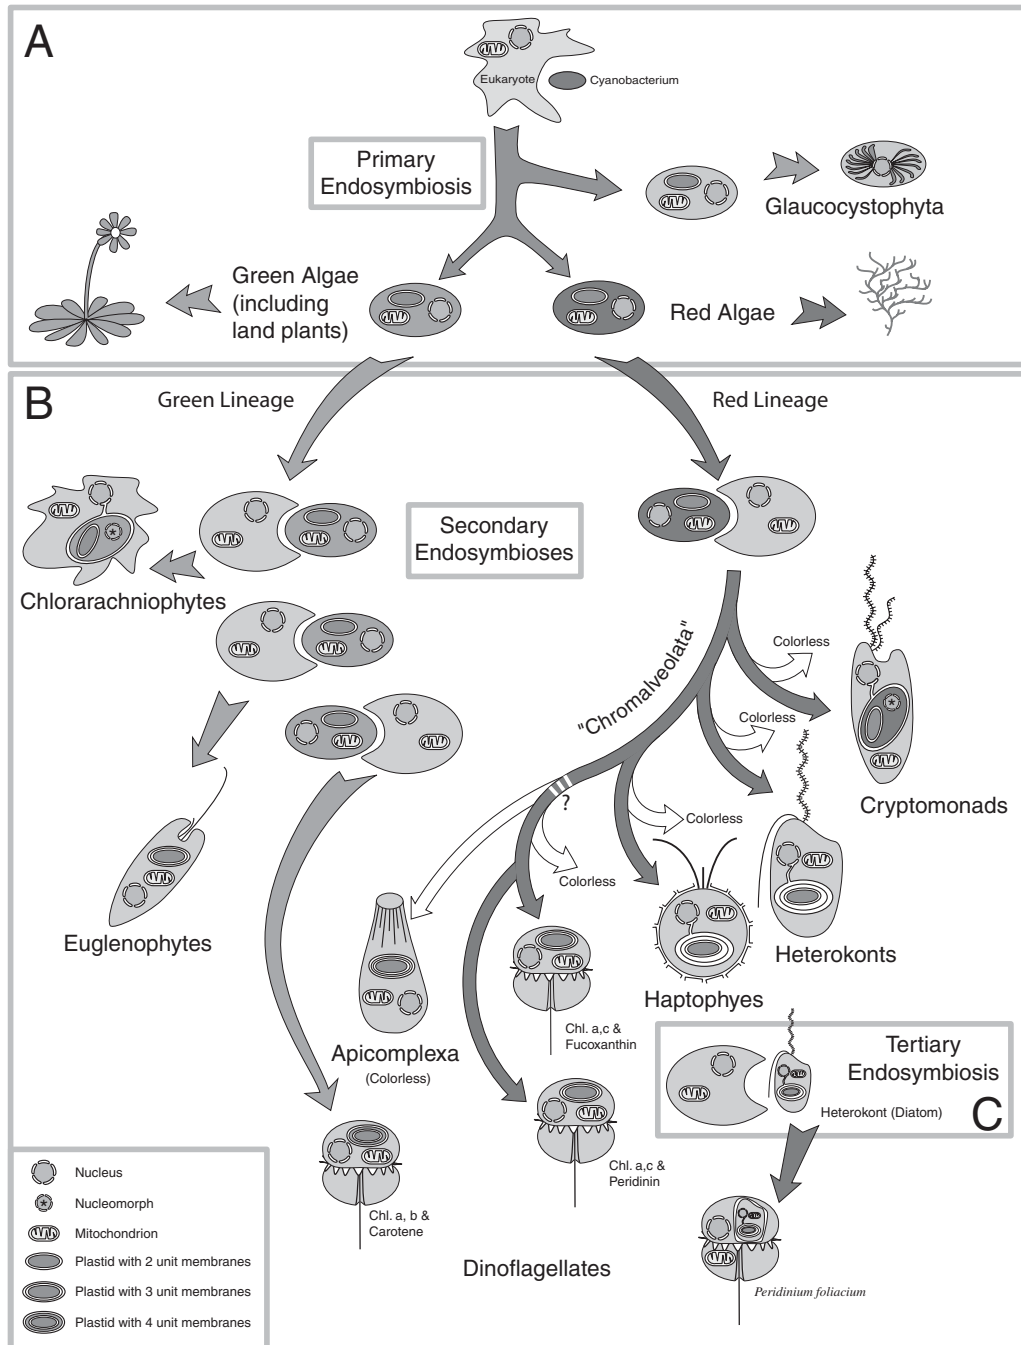 A
Eukaryote
Cyanobacterium
Primary
Endosymbiosis
Glaucocystophyta
Green Algae
(including
land plants)
Red Algae
B
Green Lineage
Red Lineage
Secondary
Endosymbioses
Chlorarachniophytes
"Chromalveolata"
Colorless
Colorless
Cryptomonads
?
Colorless
Colorless
Euglenophytes
Heterokonts
Haptophyes
Chl. a,c &
Fucoxanthin
Apicomplexa
(Colorless)
Tertiary
Endosymbiosis
Heterokont (Diatom)
C
Chl. a,c &
Peridinin
Chl. a, b &
Carotene
Dinoflagellates
Peridinium foliacium
Nucleus
Nucleomorph
Mitochondrion
Plastid with 2 unit membranes
Plastid with 3 unit membranes
Plastid with 4 unit membranes